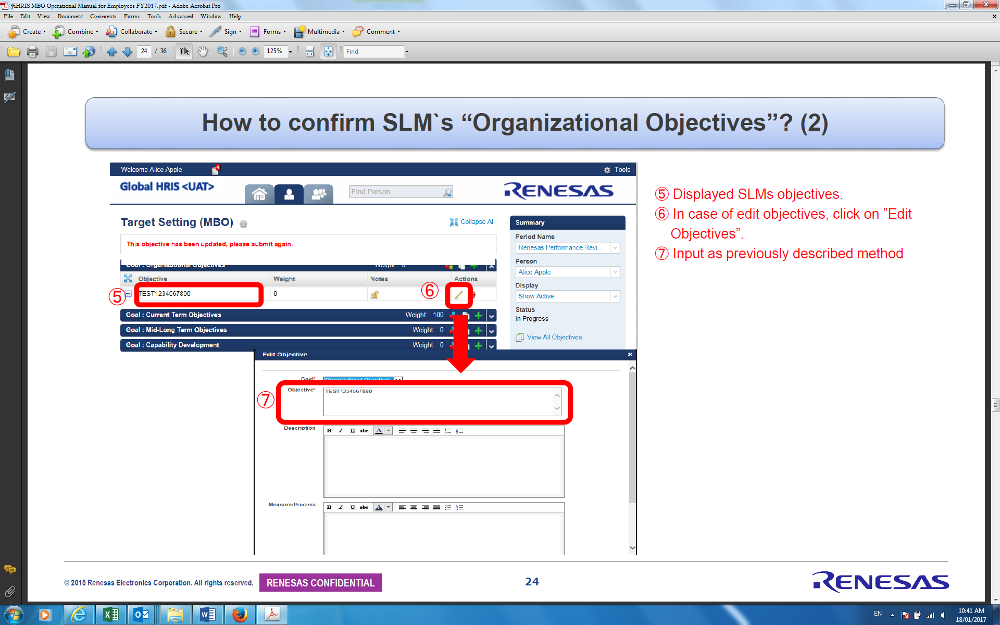 ÿïHRIS MBO Operational Manual for Employees FY2017.pdf - Adobe Acrobat Pro
File Edit View Document Comments Forms Tools Advanced Window Help
Create Combine Collaborate Secure Sign Forms Multimedia Comment
24 / 36 125% Find
How to confirm SLM`s “Organizational Objectives”? (2)
Welcome Alice Apple 4 Tools
Global HRIS <UAT> Find Person RENESAS
Target Setting (MBO) Collapse All
This objective has been updated, please submit again.
Goal : Organizational Objectives Weight: 0
Objective Weight Notes Actions
⑤ TEST1234567890 0 ⑥
Goal : Current Term Objectives Weight: 100
Goal : Mid-Long Term Objectives Weight: 0
Goal : Capability Development Weight: 0
Summary
Period Name
Renesas Performance Revi...
Person
Alice Apple
Display
Show Active
Status
In Progress
View All Objectives
Edit Objective
Goal* Organizational Objectives
⑦ Objective* TEST1234567890
Description B I U abc A
Measure/Process B I U abc A
⑤ Displayed SLMs objectives.
⑥ In case of edit objectives, click on ”Edit
Objectives”.
⑦ Input as previously described method
© 2015 Renesas Electronics Corporation. All rights reserved. RENESAS CONFIDENTIAL 24 RENESAS
EN 10:41 AM
18/01/2017